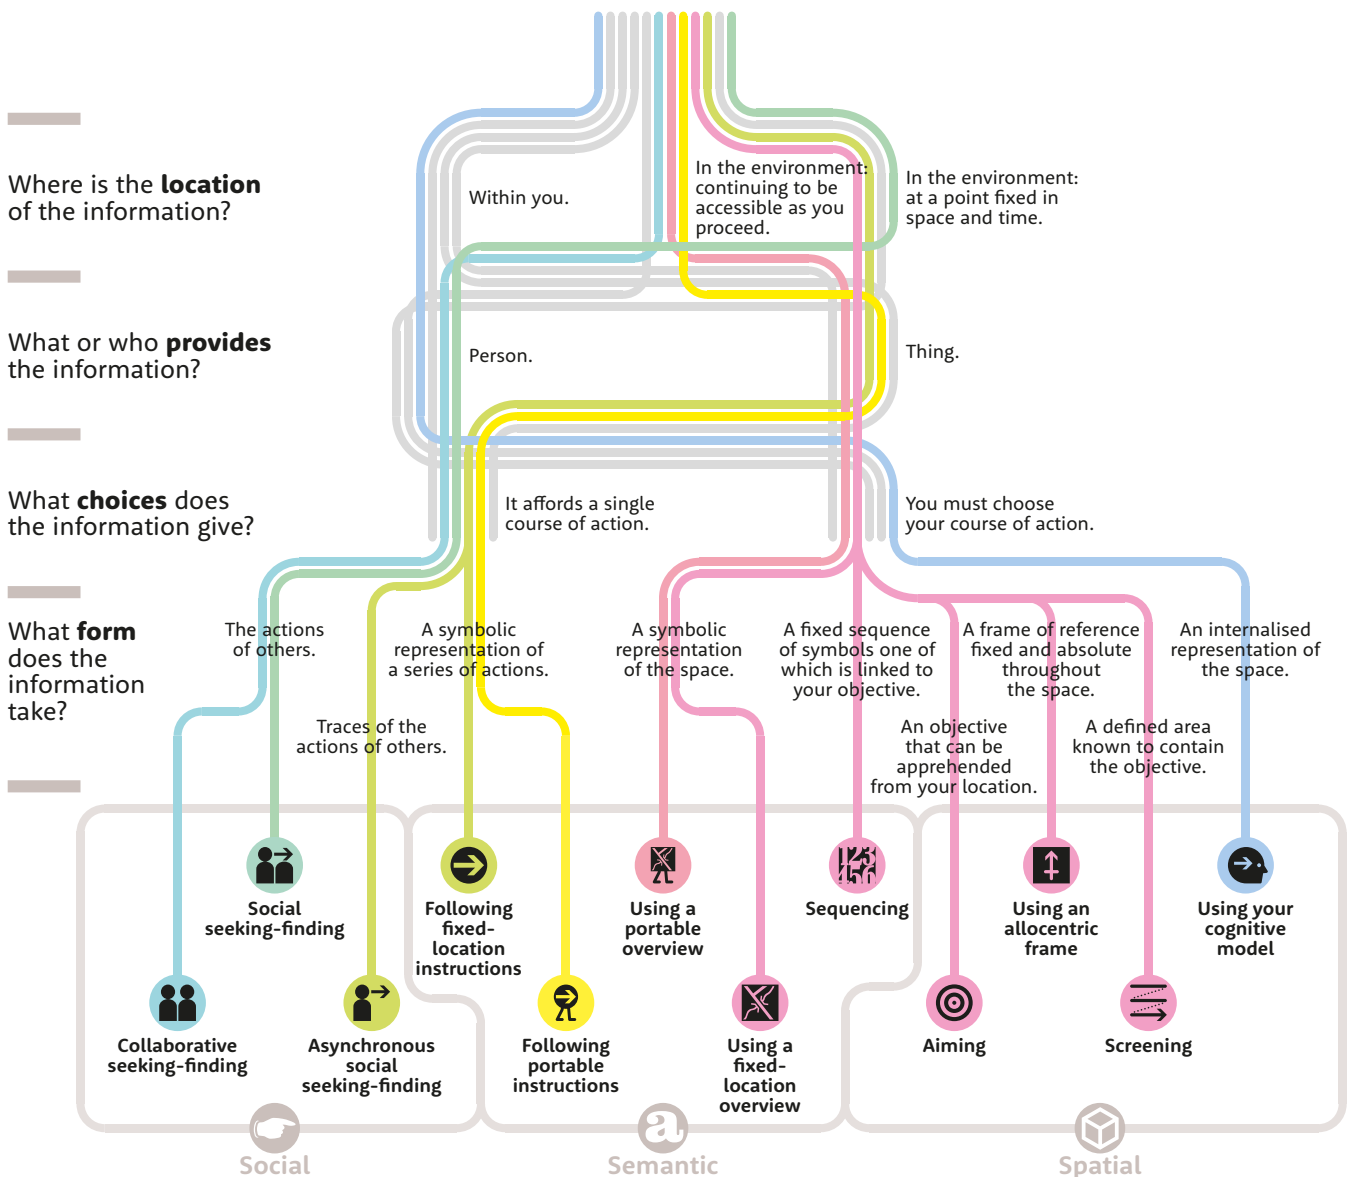 Where is the location
of the information?
Within you.
In the environment:
continuing to be
accessible as you
proceed.
In the environment:
at a point fixed in
space and time.
What or who provides
the information?
Person.
Thing.
What choices does
the information give?
It affords a single
course of action.
You must choose
your course of action.
What form
does the
information
take?
The actions
of others.
A symbolic
representation of
a series of actions.
A symbolic
representation
of the space.
A fixed sequence
of symbols one of
which is linked to
your objective.
A frame of reference
fixed and absolute
throughout
the space.
An internalised
representation of
the space.
Traces of the
actions of others.
An objective
that can be
apprehended
from your location.
A defined area
known to contain
the objective.
123
456
Social
seeking-finding
Following
fixed-
location
instructions
Using a
portable
overview
Sequencing
Using an
allocentric
frame
Using your
cognitive
model
Collaborative
seeking-finding
Asynchronous
social
seeking-finding
Following
portable
instructions
Using a
fixed-
location
overview
Aiming
Screening
a
Social
Semantic
Spatial